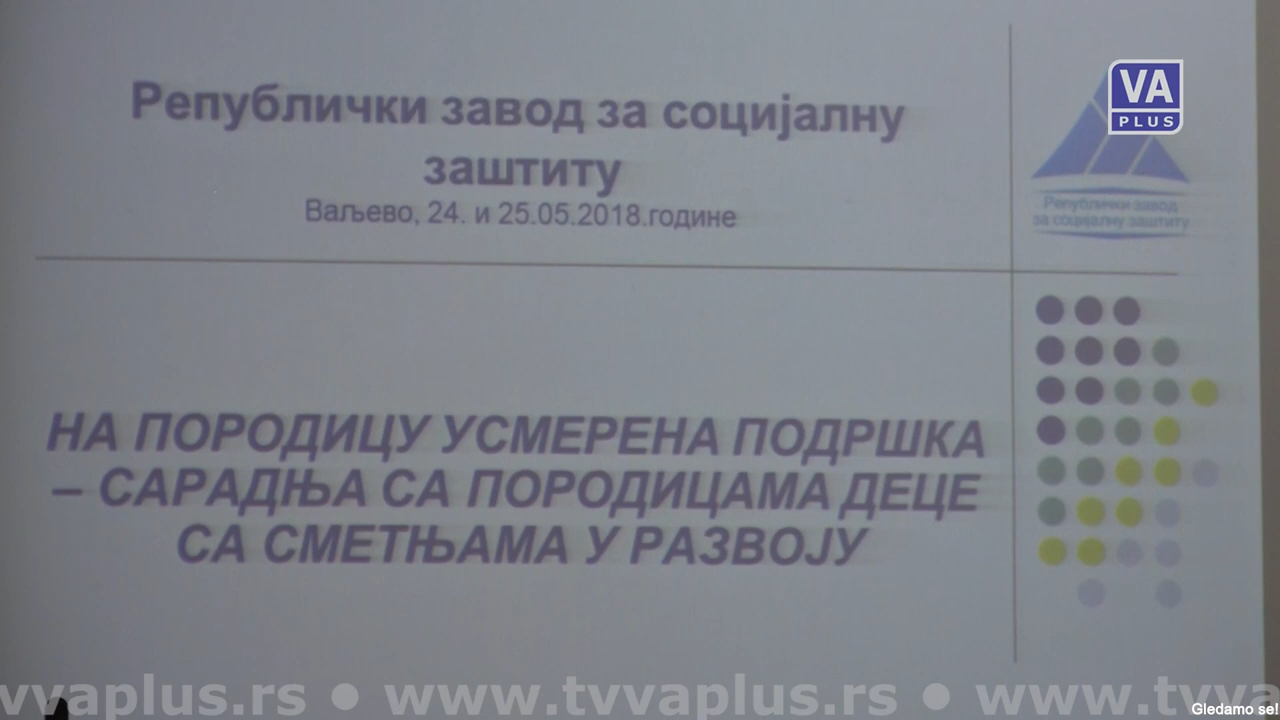 Републички завод за социјалну
заштиту
Ваљево, 24. и 25.05.2018.године
VA
PLUS
Републички завод
за социјалну заштиту
НА ПОРОДИЦУ УСМЕРЕНА ПОДРШКА
– САРАДЊА СА ПОРОДИЦАМА ДЕЦЕ
СА СМЕТЊАМА У РАЗВОЈУ
vvaplus.rs ● www.tvvaplus.rs ● www.tvva
Gledamo se!